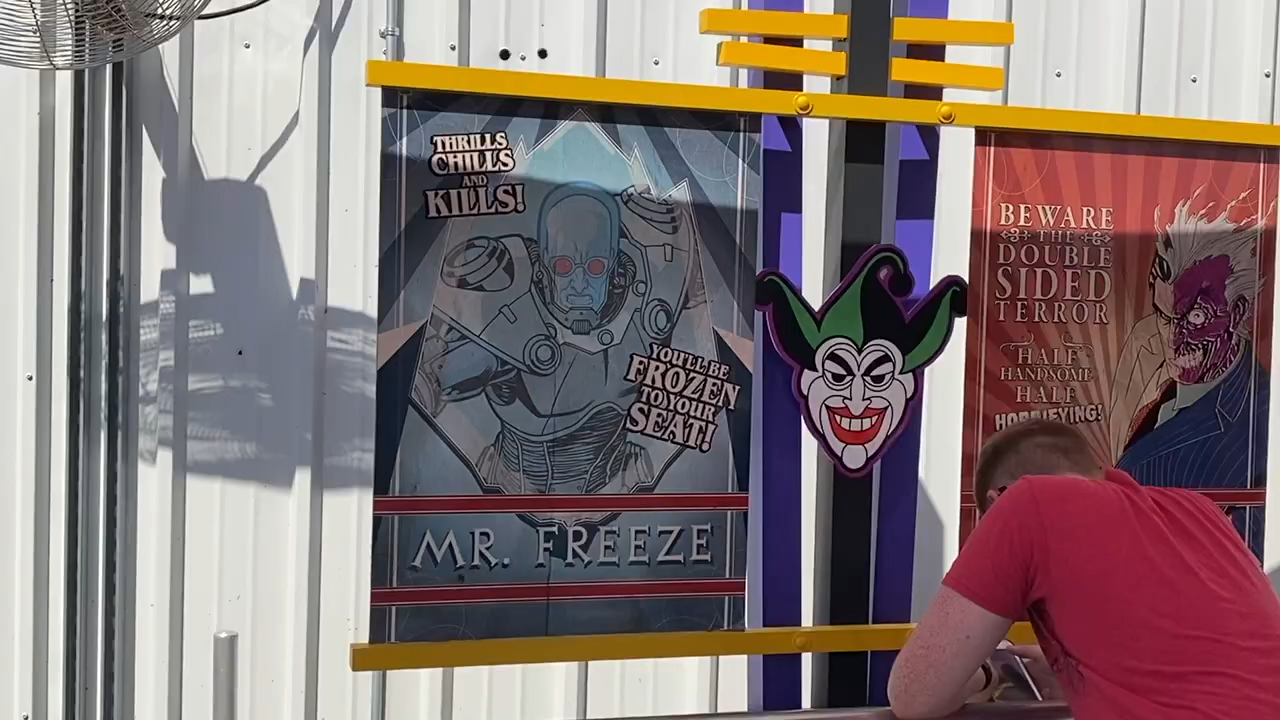 THRILLS,
CHILLS
AND
KILLS!
YOU'LL BE
FROZEN
TO YOUR
SEAT!
MR. FREEZE
BEWARE
THE
DOUBLE
SIDED
TERROR
HALF
HANDSOME
HALF
HORRIFYING!